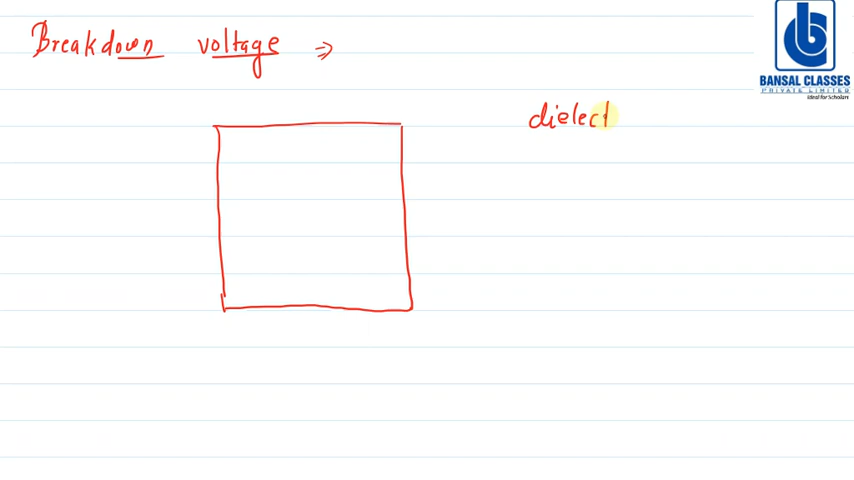 Breakdown voltage ⇒
dielect
BANSAL CLASSES
PRIVATE LIMITED
Ideal for Scholars